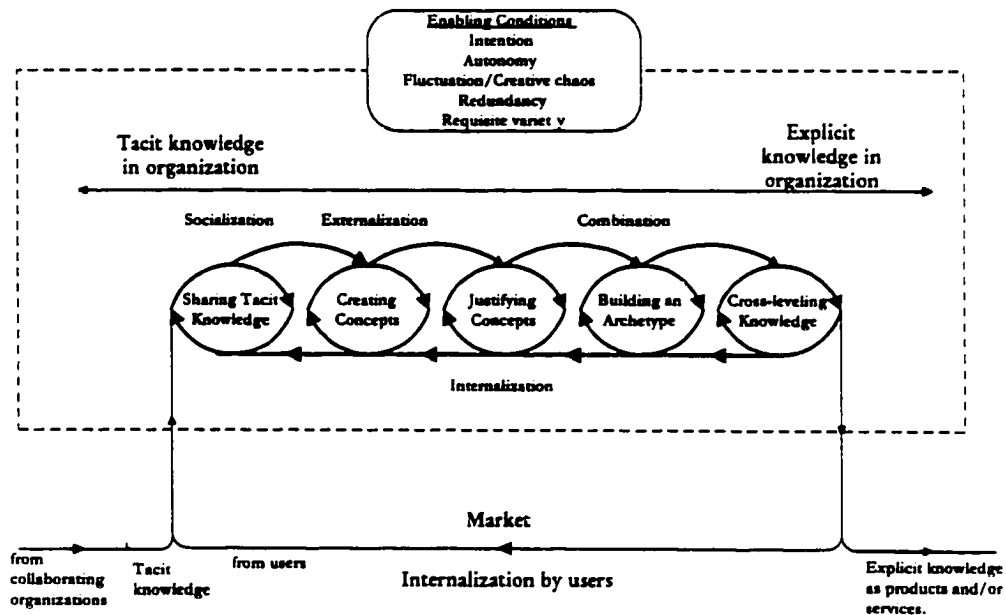 Enabling Conditions
Intention
Autonomy
Fluctuation/Creative chaos
Redundancy
Requisite variet y
Tacit knowledge
in organization
Explicit
knowledge in
organization
Socialization
Externalization
Combination
Sharing Tacit
Knowledge
Creating
Concepts
Justifying
Concepts
Building an
Archetype
Cross-leveling
Knowledge
Internalization
Market
from
collaborating
organizations
Tacit
knowledge
from users
Internalization by users
Explicit knowledge
as products and/or
services.